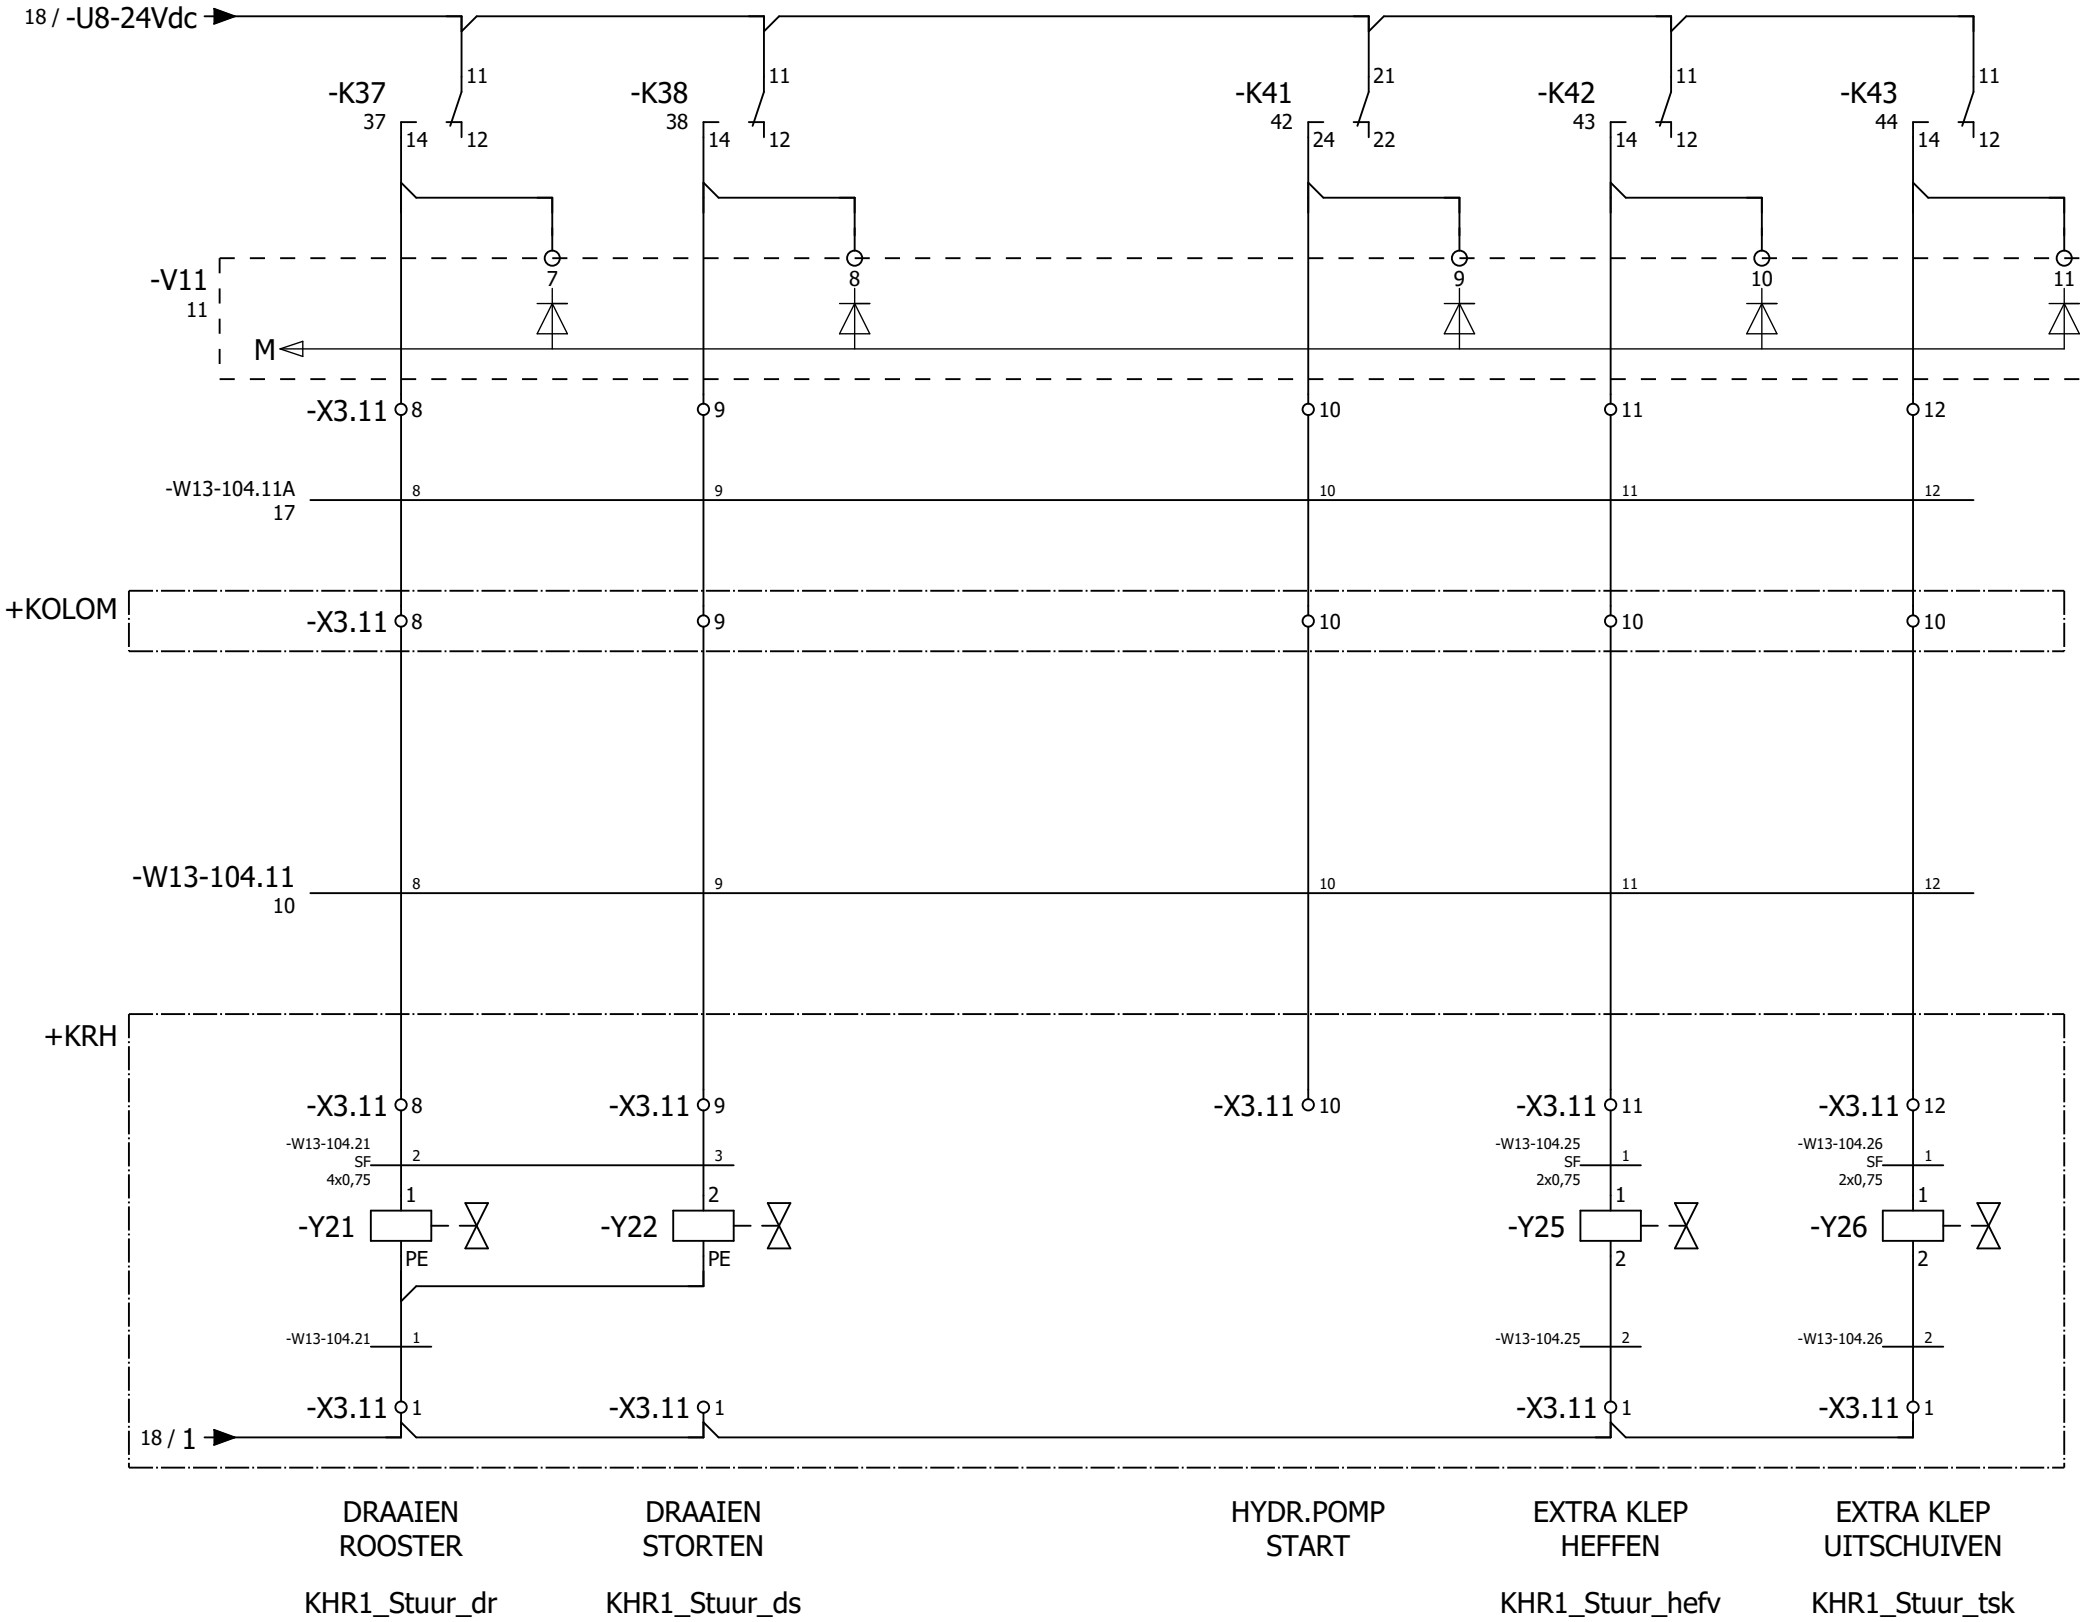 18 / -U8-24Vdc
11 11 21 11 11
-K37 -K38 -K41 -K42 -K43
37 38 42 43 44
14 12 14 12 24 22 14 12 14 12
-V11
11
7 8 9 10 11
M
-X3.11 8 9 10 11 12
-W13-104.11A
17
8 9 10 11 12
+KOLOM
-X3.11 8 9 10 10 10
-W13-104.11
10
8 9 10 11 12
+KRH
-X3.11 8 -X3.11 9 -X3.11 10 -X3.11 11 -X3.11 12
-W13-104.21 -W13-104.25 -W13-104.26
SF 2 3 SF 1 SF 1
4x0,75 2x0,75 2x0,75
1 2 1 1
-Y21 -Y22 -Y25 -Y26
PE PE 2 2
-W13-104.21 1 -W13-104.25 2 -W13-104.26 2
-X3.11 1 -X3.11 1 -X3.11 1 -X3.11 1
18 / 1
DRAAIEN DRAAIEN HYDR.POMP EXTRA KLEP EXTRA KLEP
ROOSTER STORTEN START HEFFEN UITSCHUIVEN
KHR1_Stuur_dr KHR1_Stuur_ds KHR1_Stuur_hefv KHR1_Stuur_tsk